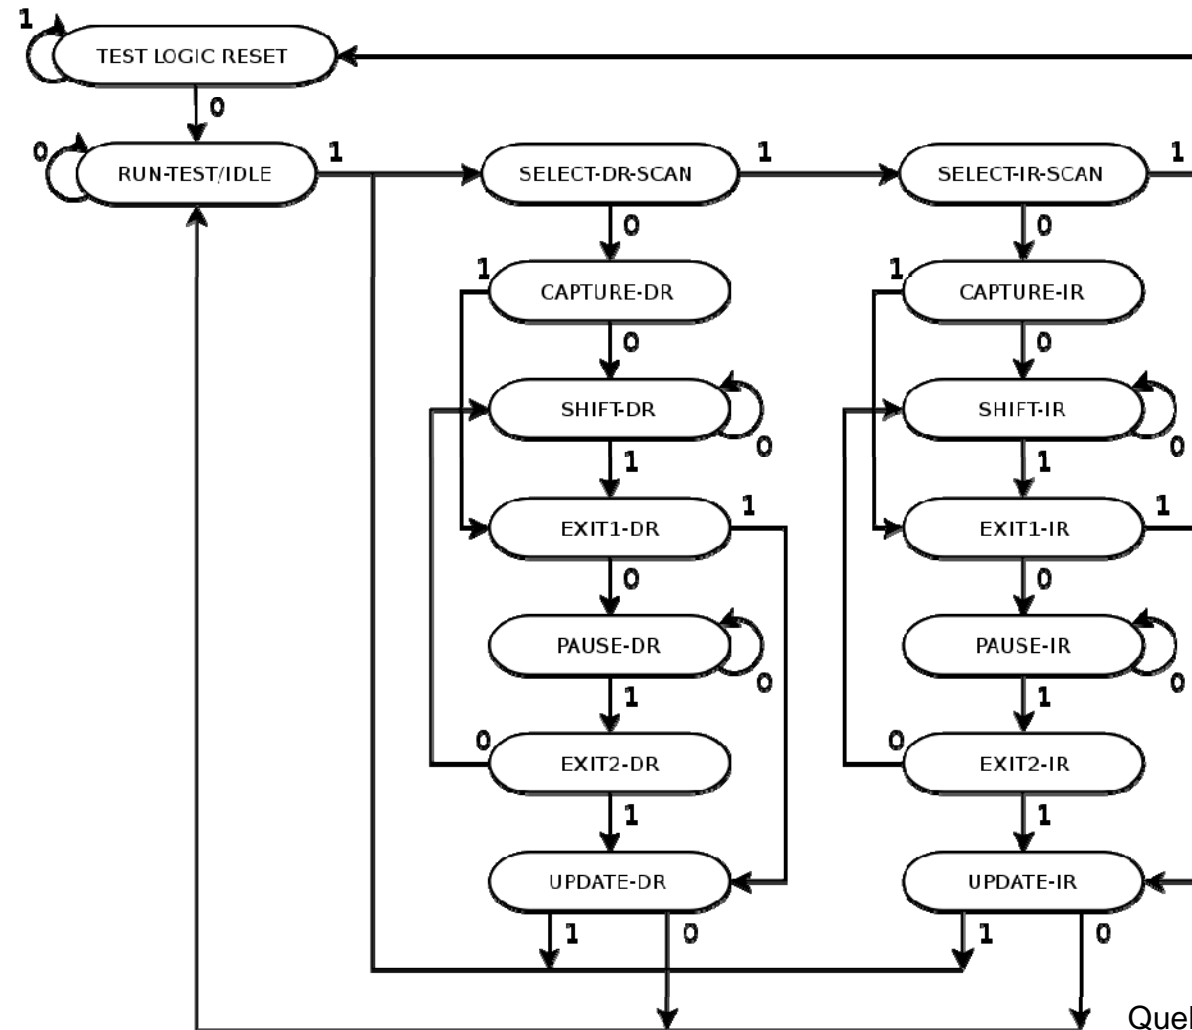 1
TEST LOGIC RESET
0
0
RUN-TEST/IDLE
1
SELECT-DR-SCAN
1
SELECT-IR-SCAN
1
0
0
1
CAPTURE-DR
1
CAPTURE-IR
0
0
SHIFT-DR
0
SHIFT-IR
0
1
1
EXIT1-DR
1
EXIT1-IR
1
0
0
PAUSE-DR
0
PAUSE-IR
0
1
1
0
EXIT2-DR
0
EXIT2-IR
1
1
UPDATE-DR
UPDATE-IR
1
0
1
0
Quel